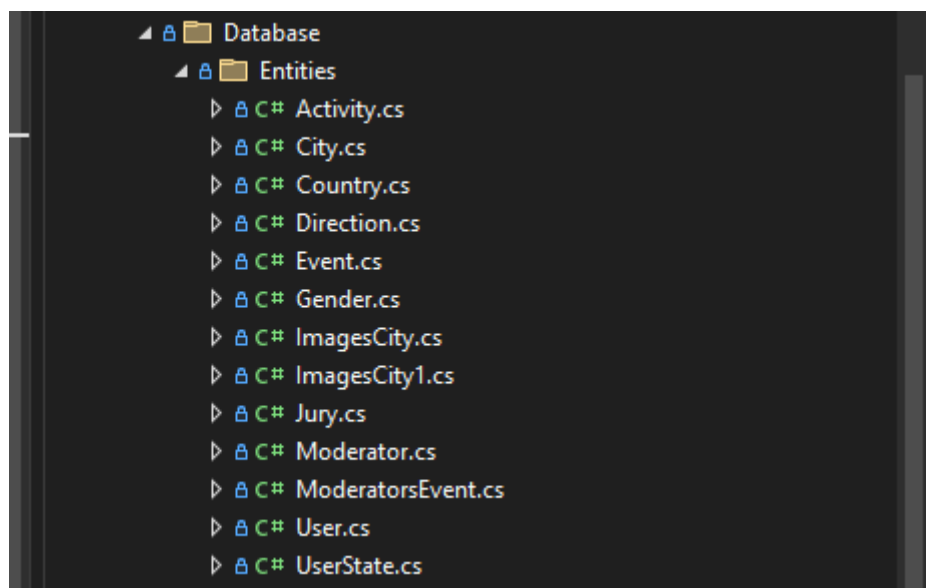 Database
Entities
C# Activity.cs
C# City.cs
C# Country.cs
C# Direction.cs
C# Event.cs
C# Gender.cs
C# ImagesCity.cs
C# ImagesCity1.cs
C# Jury.cs
C# Moderator.cs
C# ModeratorsEvent.cs
C# User.cs
C# UserState.cs